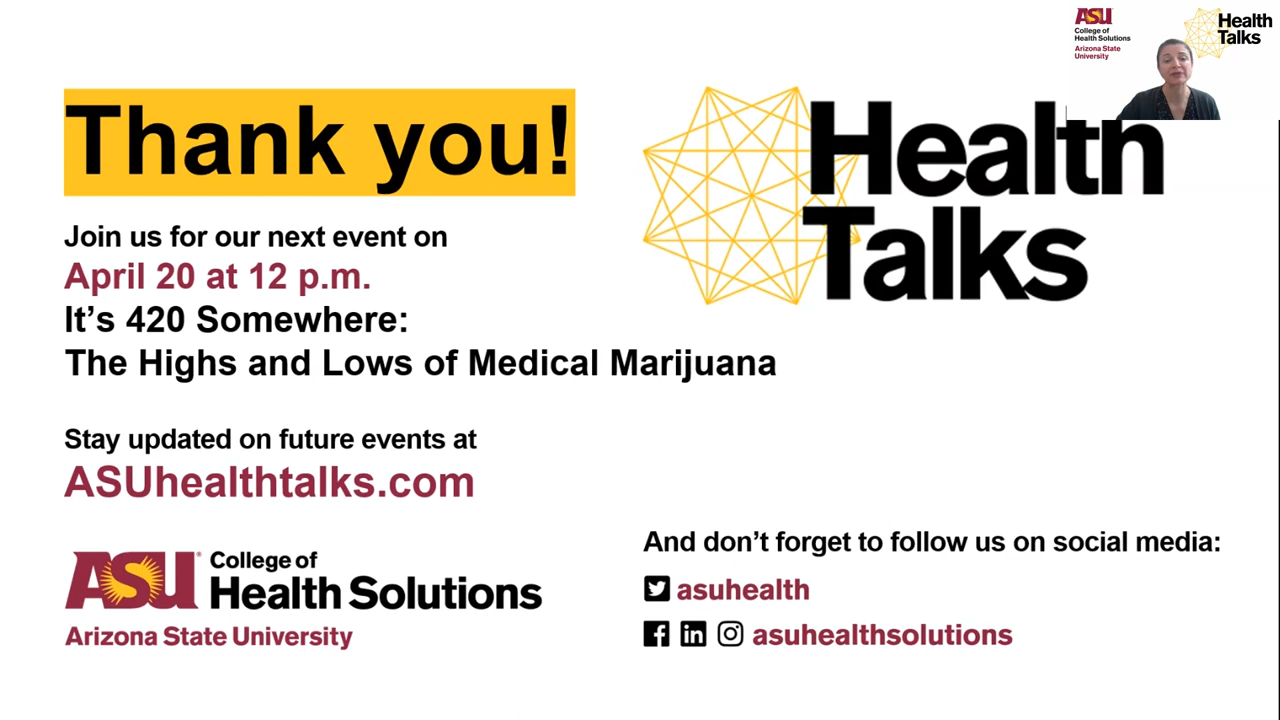 Thank you!
Join us for our next event on
April 20 at 12 p.m.
It’s 420 Somewhere:
The Highs and Lows of Medical Marijuana
Stay updated on future events at
ASUhealthtalks.com
ASU College of
Health Solutions
Arizona State University
Health
Talks
And don’t forget to follow us on social media:
asuhealth
asuhealthsolutions
ASU
College of
Health Solutions
Arizona State
University
Health
Talks